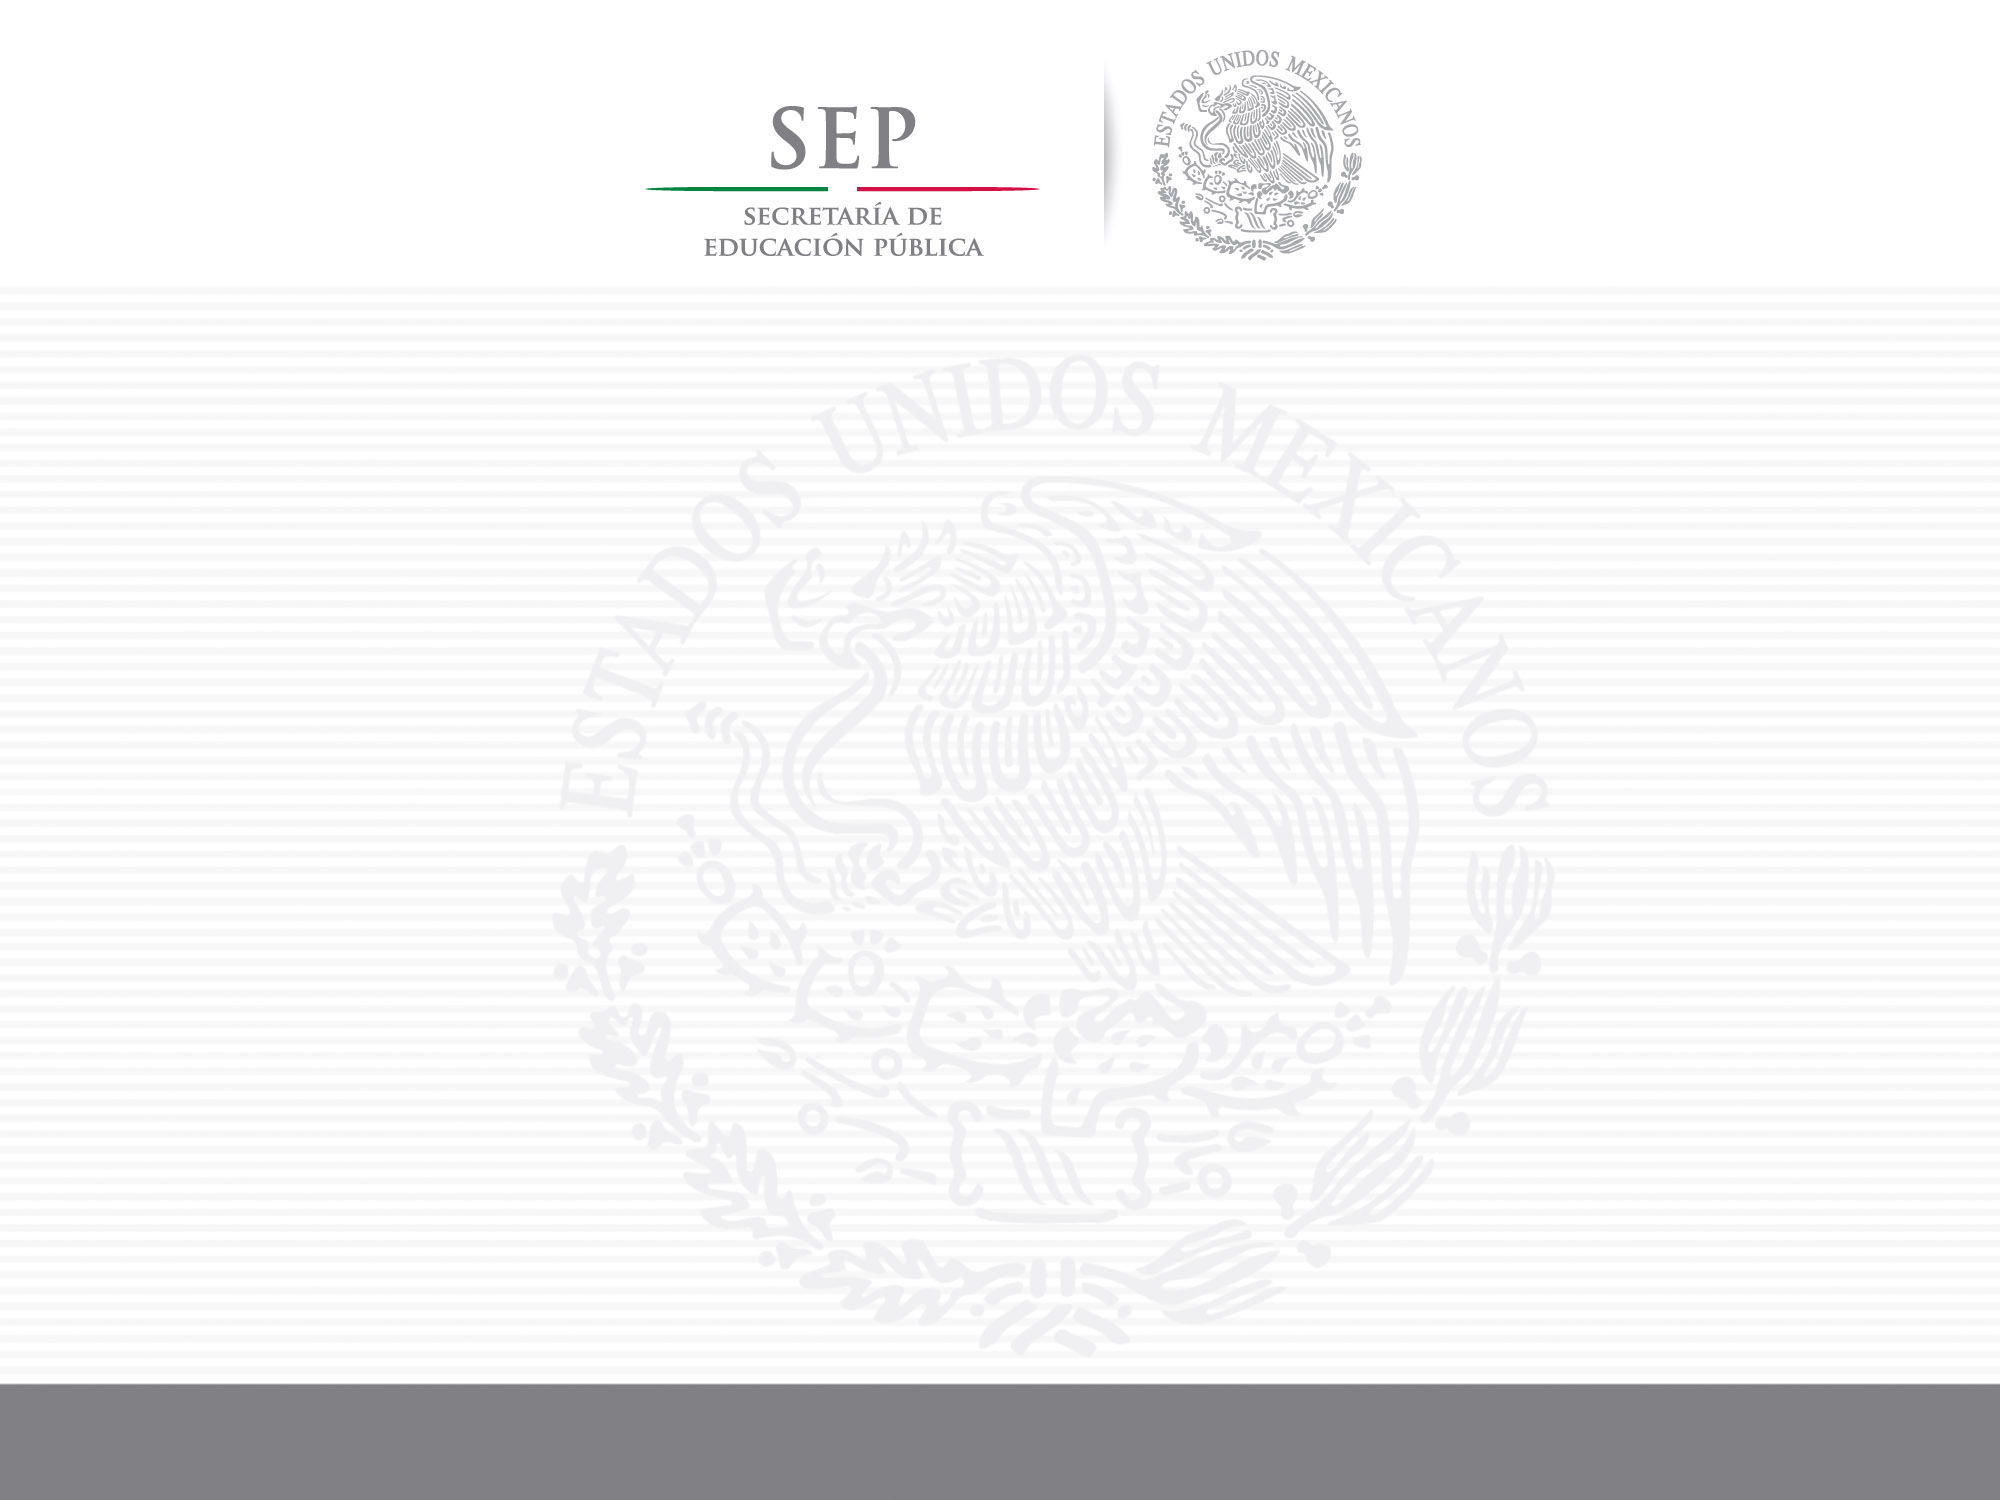 SEP
SECRETARÍA DE
EDUCACIÓN PÚBLICA
ESTADOS UNIDOS MEXICANOS
ESTADOS UNIDOS MEXICANOS